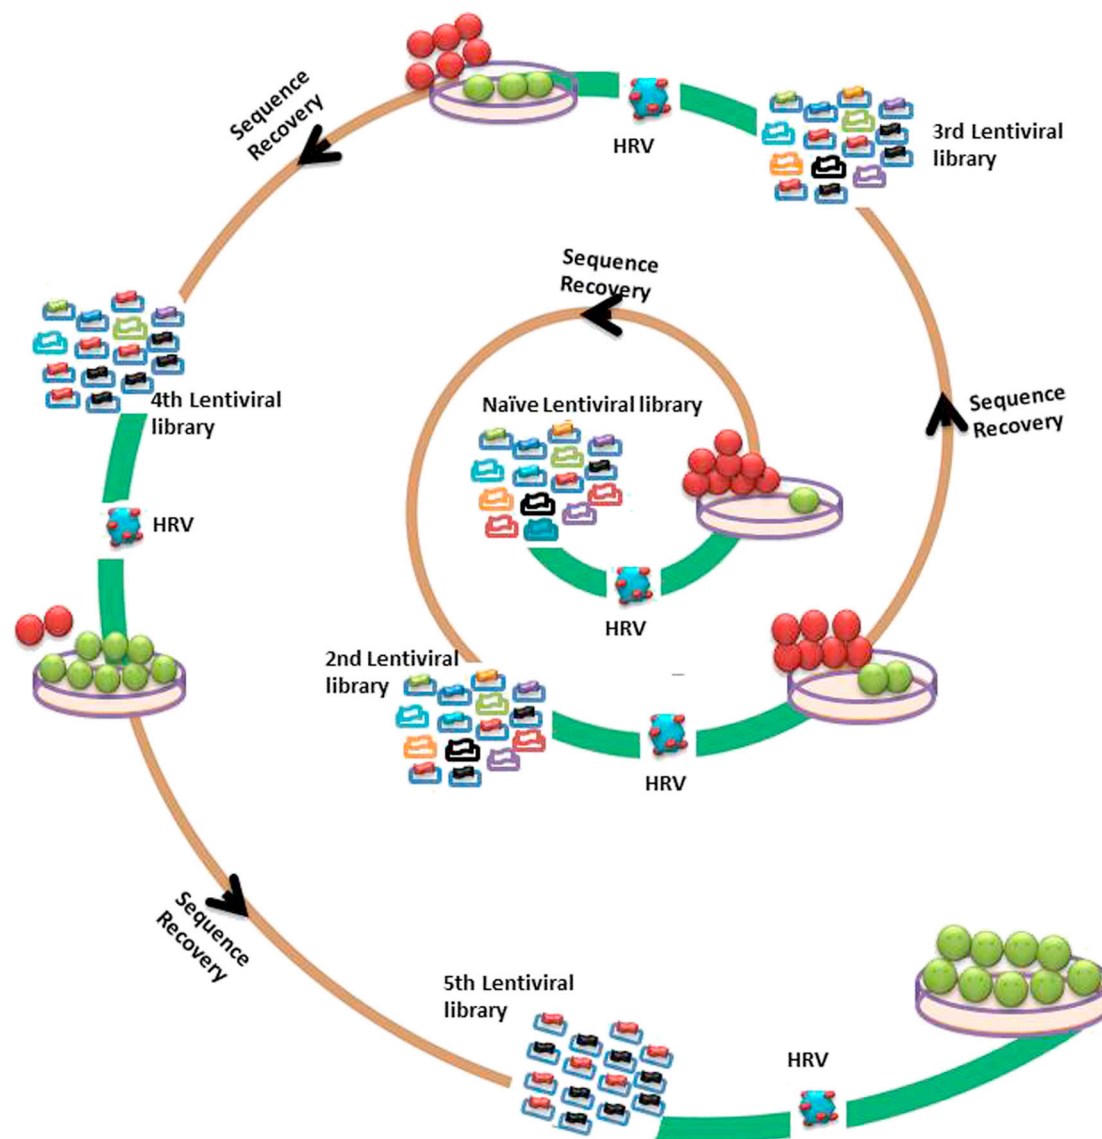 Sequence
Recovery
HRV
3rd Lentiviral
library
Sequence
Recovery
Naïve Lentiviral library
4th Lentiviral
library
Sequence
Recovery
HRV
HRV
2nd Lentiviral
library
HRV
Sequence
Recovery
5th Lentiviral
library
HRV